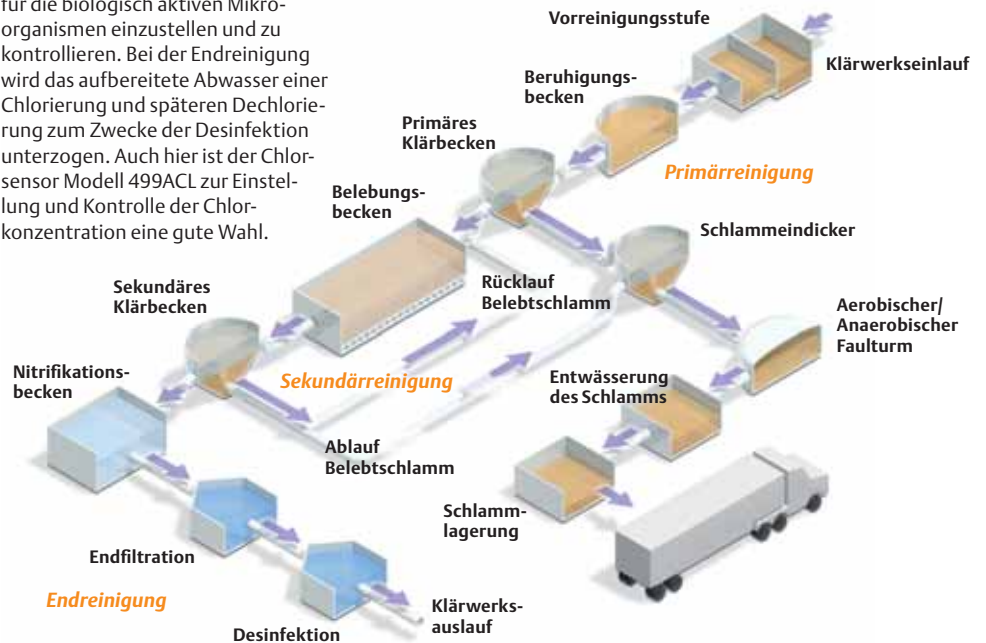 für die biologisch aktiven Mikro-
organismen einzustellen und zu
kontrollieren. Bei der Endreinigung
wird das aufbereitete Abwasser einer
Chlorierung und späteren Dechlorie-
rung zum Zwecke der Desinfektion
unterzogen. Auch hier ist der Chlor-
sensor Modell 499ACL zur Einstel-
lung und Kontrolle der Chlor-
konzentration eine gute Wahl.
Vorreinigungsstufe
Klärwerkseinlauf
Beruhigungs-
becken
Primäres
Klärbecken
Primärreinigung
Belebungs-
becken
Schlammeindicker
Sekundäres
Klärbecken
Rücklauf
Belebtschlamm
Aerobischer/
Anaerobischer
Faulturm
Nitrifikations-
becken
Sekundärreinigung
Entwässerung
des Schlamms
Ablauf
Belebtschlamm
Schlamm-
lagerung
Endfiltration
Endreinigung
Klärwerks-
auslauf
Desinfektion